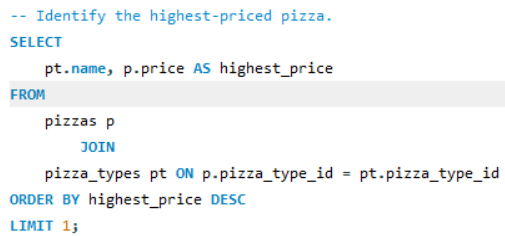 -- Identify the highest-priced pizza.
SELECT
pt.name, p.price AS highest_price
FROM
pizzas p
JOIN
pizza_types pt ON p.pizza_type_id = pt.pizza_type_id
ORDER BY highest_price DESC
LIMIT 1;